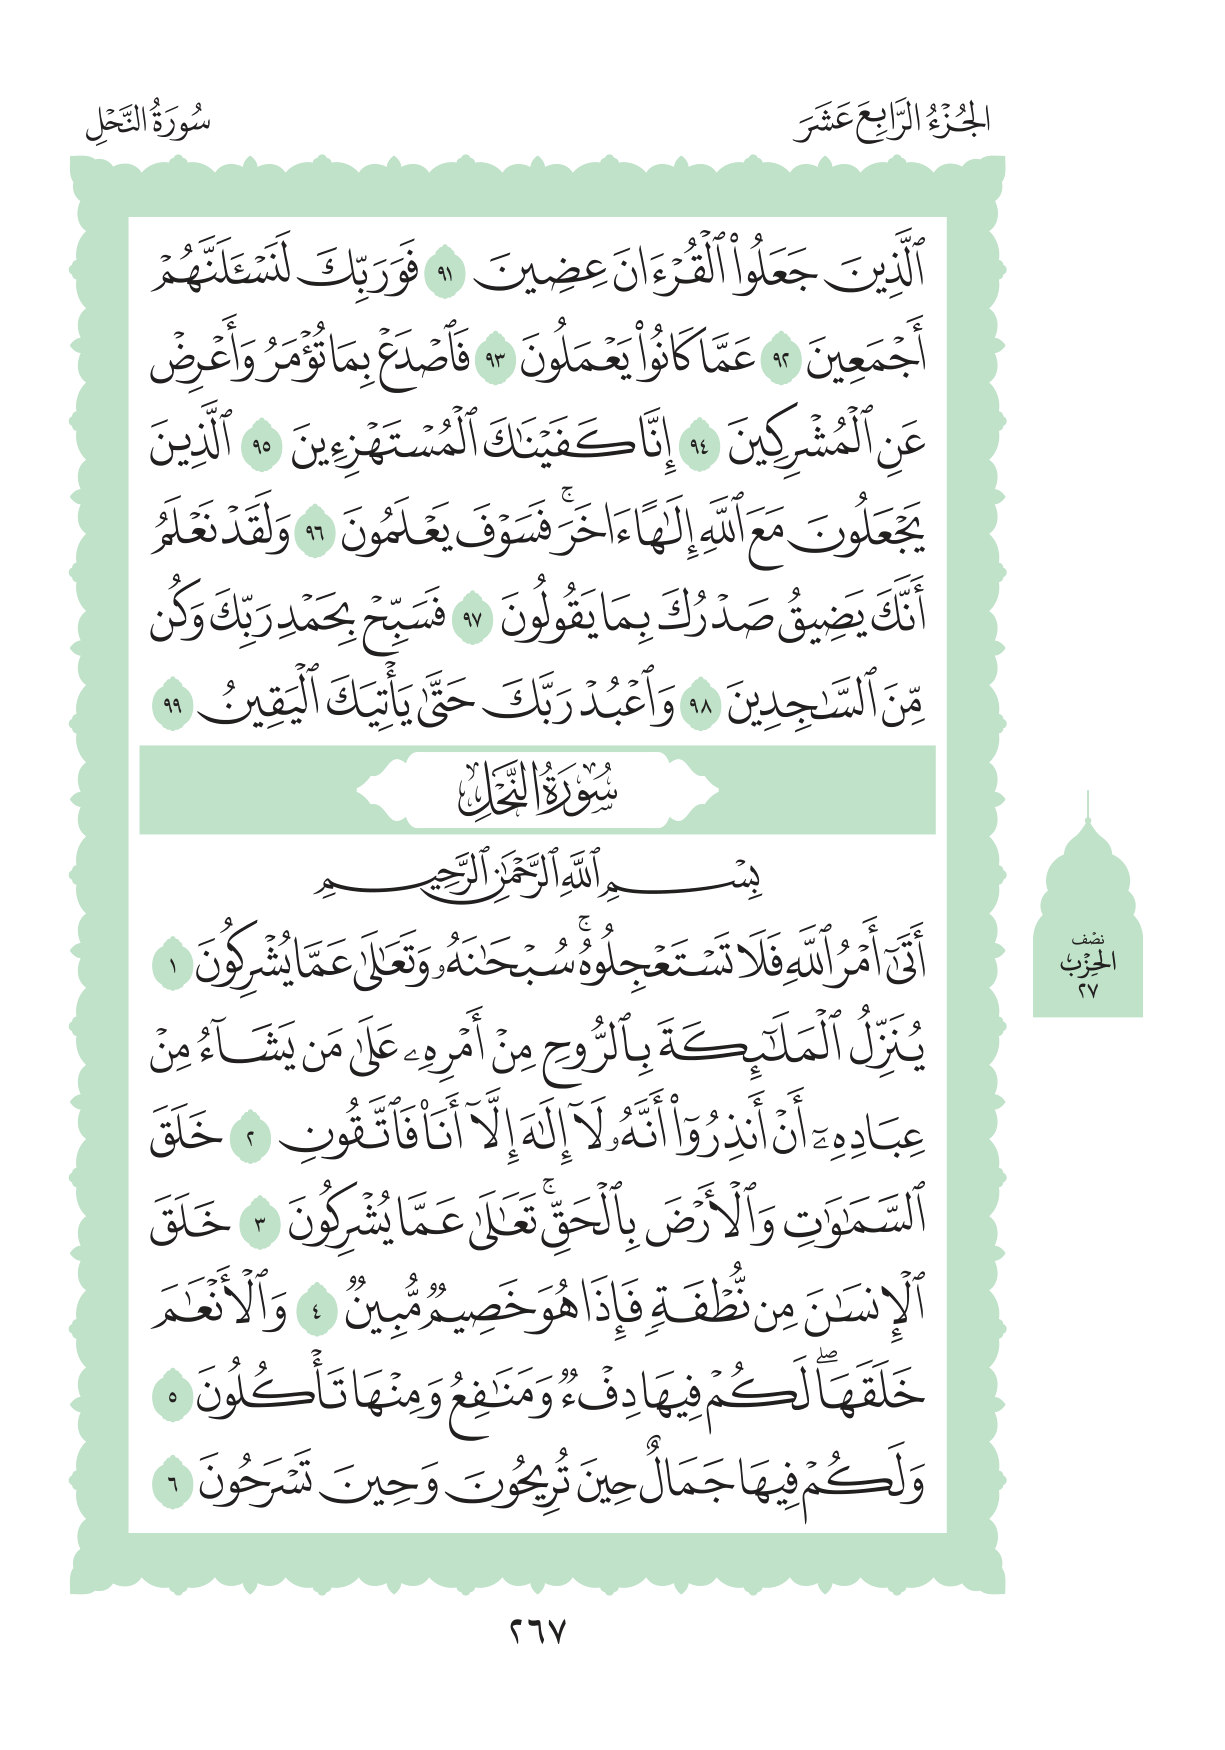 الجُزْءُ الرَّابِعَ عَشَرَ
سُورَةُ النَّحْلِ
ٱلَّذِينَ جَعَلُوا۟ ٱلْقُرْءَانَ عِضِينَ ٩١ فَوَرَبِّكَ لَنَسْـَٔلَنَّهُمْ
أَجْمَعِينَ ٩٢ عَمَّا كَانُوا۟ يَعْمَلُونَ ٩٣ فَٱصْدَعْ بِمَا تُؤْمَرُ وَأَعْرِضْ
عَنِ ٱلْمُشْرِكِينَ ٩٤ إِنَّا كَفَيْنَـٰكَ ٱلْمُسْتَهْزِءِينَ ٩٥ ٱلَّذِينَ
يَجْعَلُونَ مَعَ ٱللَّهِ إِلَـٰهًا ءَاخَرَ ۚ فَسَوْفَ يَعْلَمُونَ ٩٦ وَلَقَدْ نَعْلَمُ
أَنَّكَ يَضِيقُ صَدْرُكَ بِمَا يَقُولُونَ ٩٧ فَسَبِّحْ بِحَمْدِ رَبِّكَ وَكُن
مِّنَ ٱلسَّـٰجِدِينَ ٩٨ وَٱعْبُدْ رَبَّكَ حَتَّىٰ يَأْتِيَكَ ٱلْيَقِينُ ٩٩
سُورَةُ النَّحْلِ
بِسْمِ ٱللَّهِ ٱلرَّحْمَـٰنِ ٱلرَّحِيمِ
أَتَىٰٓ أَمْرُ ٱللَّهِ فَلَا تَسْتَعْجِلُوهُ ۚ سُبْحَـٰنَهُۥ وَتَعَـٰلَىٰ عَمَّا يُشْرِكُونَ ١
يُنَزِّلُ ٱلْمَلَـٰٓئِكَةَ بِٱلرُّوحِ مِنْ أَمْرِهِۦ عَلَىٰ مَن يَشَآءُ مِنْ
عِبَادِهِۦٓ أَنْ أَنذِرُوٓا۟ أَنَّهُۥ لَآ إِلَـٰهَ إِلَّآ أَنَا۠ فَٱتَّقُونِ ٢ خَلَقَ
ٱلسَّمَـٰوَٰتِ وَٱلْأَرْضَ بِٱلْحَقِّ ۚ تَعَـٰلَىٰ عَمَّا يُشْرِكُونَ ٣ خَلَقَ
ٱلْإِنسَـٰنَ مِن نُّطْفَةٍ فَإِذَا هُوَ خَصِيمٌ مُّبِينٌ ٤ وَٱلْأَنْعَـٰمَ
خَلَقَهَا ۖ لَكُمْ فِيهَا دِفْءٌ وَمَنَـٰفِعُ وَمِنْهَا تَأْكُلُونَ ٥
وَلَكُمْ فِيهَا جَمَالٌ حِينَ تُرِيحُونَ وَحِينَ تَسْرَحُونَ ٦
نِصْف
الحِزْب
٢٧
٢٦٧